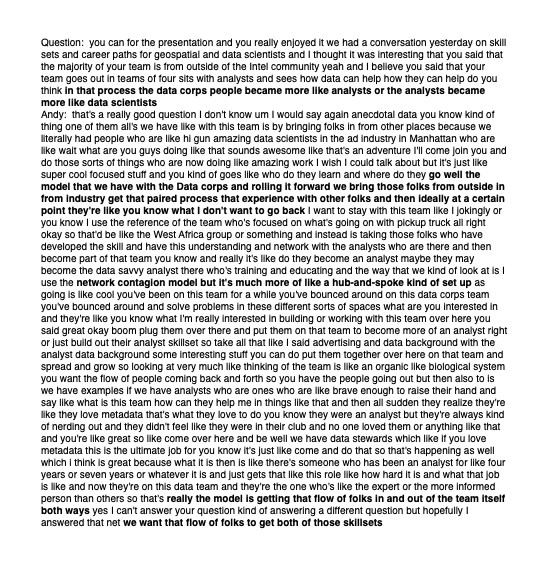 Question:  you can for the presentation and you really enjoyed it we had a conversation yesterday on skill
sets and career paths for geospatial and data scientists and I thought it was interesting that you said that
the majority of your team is from outside of the Intel community yeah and I believe you said that your
team goes out in teams of four sits with analysts and sees how data can help how they can help do you
think in that process the data corps people became more like analysts or the analysts became
more like data scientists
Andy:  that's a really good question I don't know um I would say again anecdotal data you know kind of
thing one of them all's we have like with this team is by bringing folks in from other places because we
literally had people who are like hi gun amazing data scientists in the ad industry in Manhattan who are
like wait what are you guys doing like that sounds awesome like that's an adventure I'll come join you and
do those sorts of things who are now doing like amazing work I wish I could talk about but it's just like
super cool focused stuff and you kind of goes like who do they learn and where do they go well the
model that we have with the Data corps and rolling it forward we bring those folks from outside in
from industry get that paired process that experience with other folks and then ideally at a certain
point they're like you know what I don't want to go back I want to stay with this team like I jokingly or
you know I use the reference of the team who's focused on what's going on with pickup truck all right
okay so that'd be like the West Africa group or something and instead is taking those folks who have
developed the skill and have this understanding and network with the analysts who are there and then
become part of that team you know and really it's like do they become an analyst maybe they may
become the data savvy analyst there who's training and educating and the way that we kind of look at is I
use the network contagion model but it's much more of like a hub-and-spoke kind of set up as
going is like cool you've been on this team for a while you've bounced around on this data corps team
you've bounced around and solve problems in these different sorts of spaces what are you interested in
and they're like you know what I'm really interested in building or working with this team over here you
said great okay boom plug them over there and put them on that team to become more of an analyst right
or just build out their analyst skillset so take all that like I said advertising and data background with the
analyst data background some interesting stuff you can do put them together over here on that team and
spread and grow so looking at very much like thinking of the team is like an organic like biological system
you want the flow of people coming back and forth so you have the people going out but then also to is
we have examples if we have analysts who are ones who are like brave enough to raise their hand and
say like what is this team how can they help me in things like that and then all sudden they realize they're
like they love metadata that's what they love to do you know they were an analyst but they're always kind
of nerding out and they didn't feel like they were in their club and no one loved them or anything like that
and you're like great so like come over here and be well we have data stewards which like if you love
metadata this is the ultimate job for you know it's just like come and do that so that's happening as well
which I think is great because what it is then is like there's someone who has been an analyst for like four
years or seven years or whatever it is and just gets that like this role like how hard it is and what that job
is like and now they're on this data team and they're the one who's like the expert or the more informed
person than others so that's really the model is getting that flow of folks in and out of the team itself
both ways yes I can't answer your question kind of answering a different question but hopefully I
answered that net we want that flow of folks to get both of those skillsets